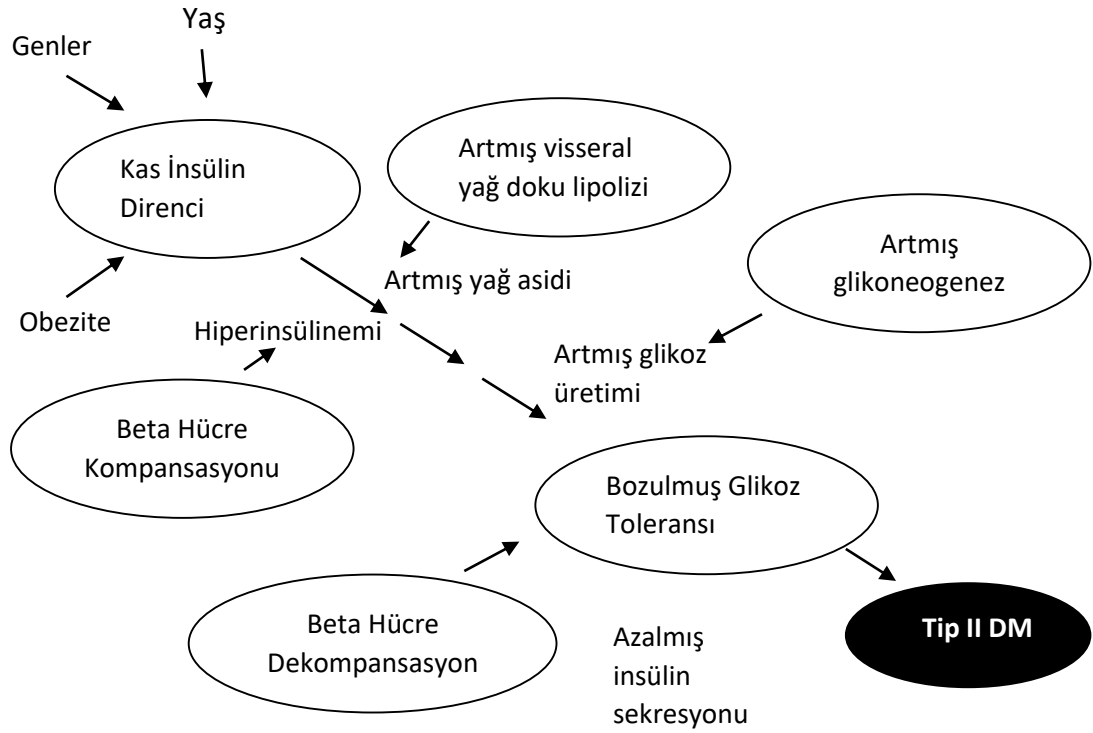 Yaş
Genler
Kas İnsülin
Direnci
Artmış visseral
yağ doku lipolizi
Artmış
glikoneogenez
Artmış yağ asidi
Obezite
Hiperinsülinemi
Artmış glikoz
üretimi
Beta Hücre
Kompansasyonu
Bozulmuş Glikoz
Toleransı
Beta Hücre
Dekompansasyon
Azalmış
insülin
sekresyonu
Tip II DM